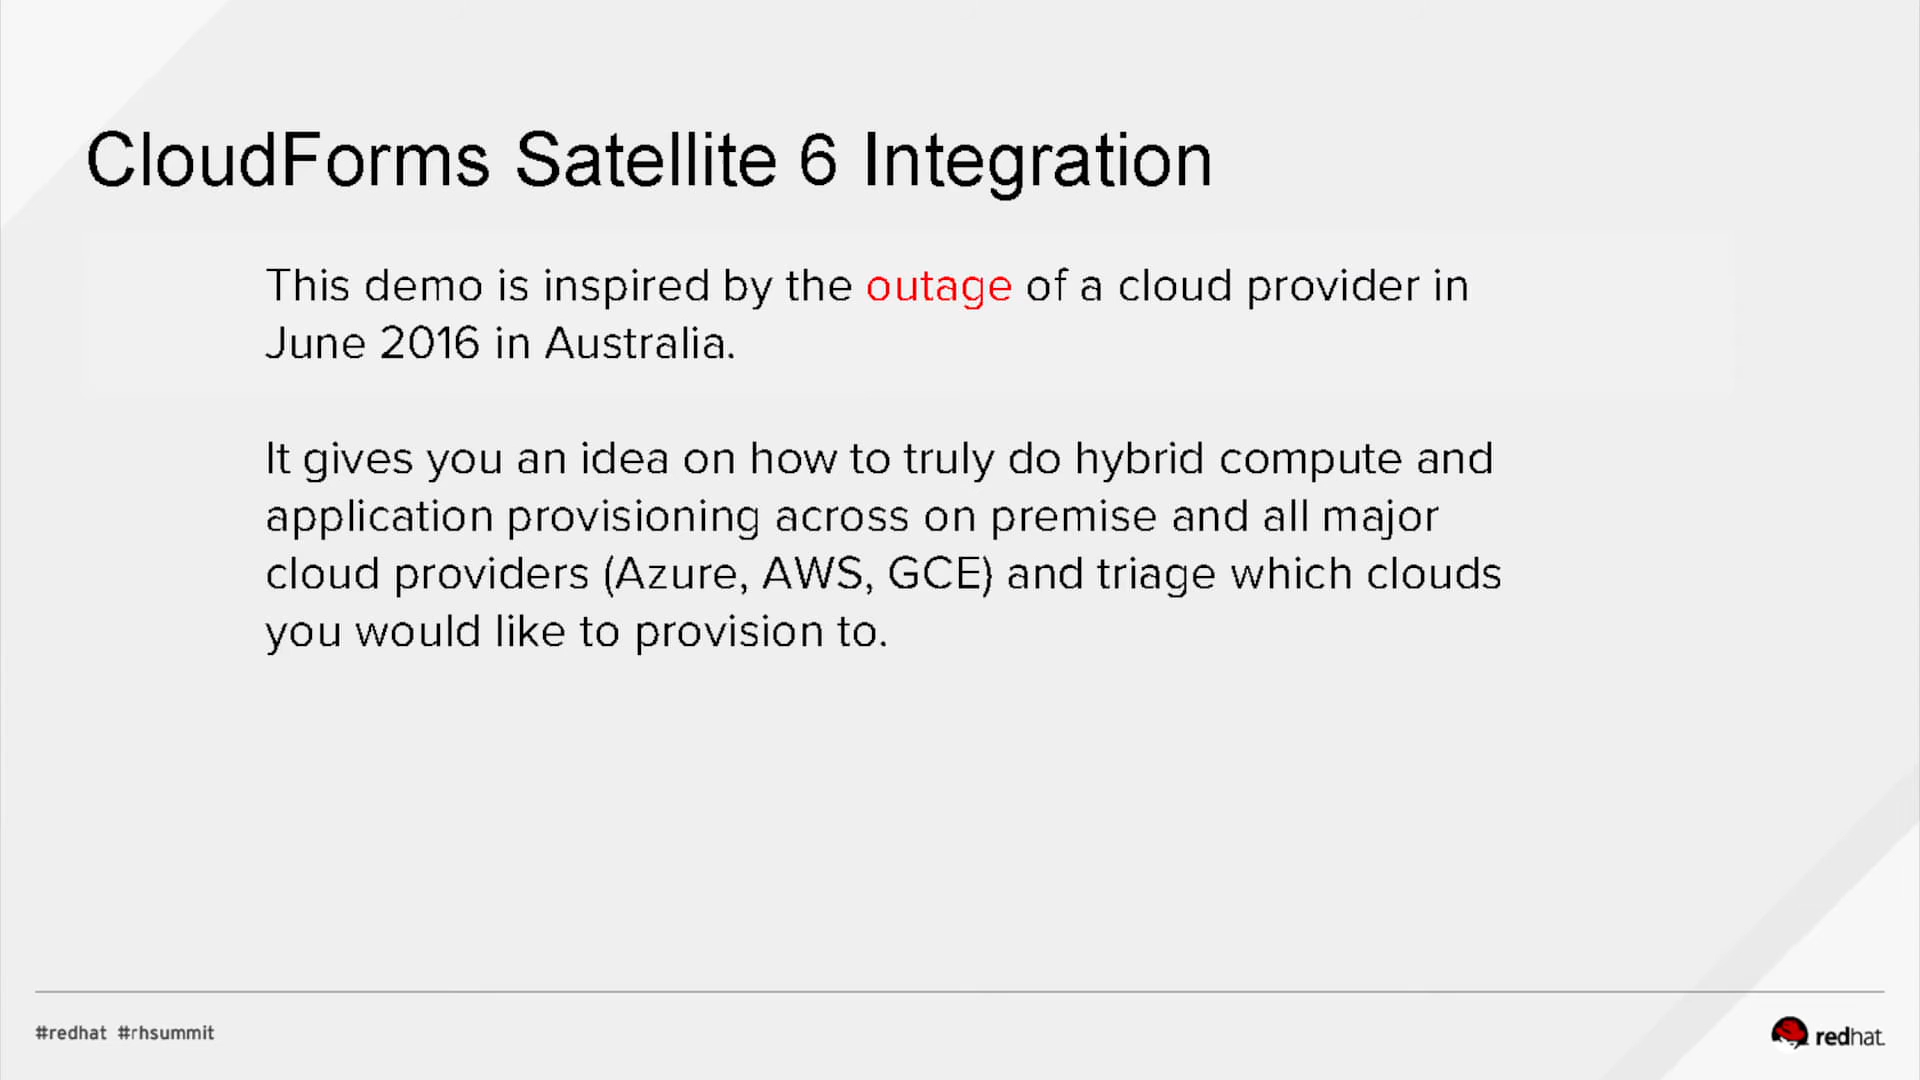 CloudForms Satellite 6 Integration
This demo is inspired by the outage of a cloud provider in
June 2016 in Australia.
It gives you an idea on how to truly do hybrid compute and
application provisioning across on premise and all major
cloud providers (Azure, AWS, GCE) and triage which clouds
you would like to provision to.
#redhat #rhsummit
redhat.